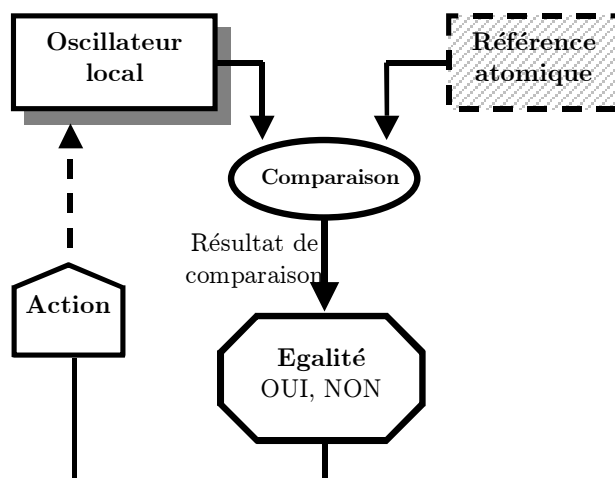 Oscillateur
local
Référence
atomique
Comparaison
Résultat de
comparaison
Action
Egalité
OUI, NON